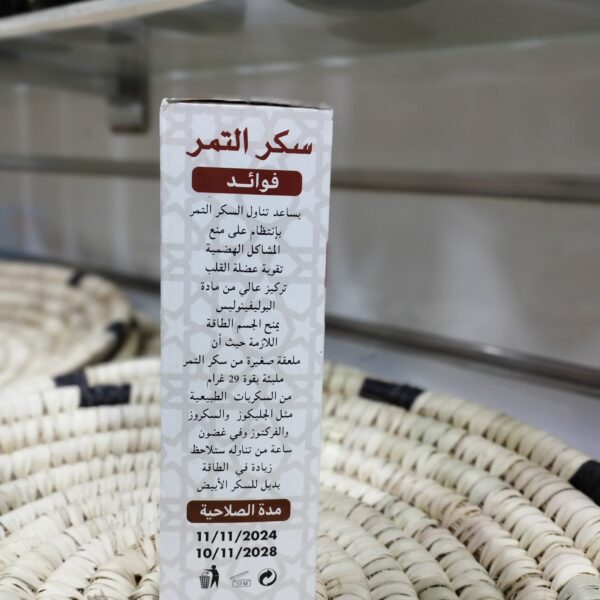 سكر التمر
فوائـد
يساعد تناول السكر التمر
بإنتظام على منع
المشاكل الهضمية
تقوية عضلة القلب
تركيز عالي من مادة
البوليفينوليس
يمنح الجسم الطاقة
اللازمة حيث أن
ملعقة صغيرة من سكر التمر
مليئة بقوة 29 غرام
من السكريات الطبيعية
مثل الجليكوز والسكروز
والفركتوز وفي غضون
ساعة من تناوله ستلاحظ
زيادة في الطاقة
بديل للسكر الأبيض
مدة الصلاحية
11/11/2024
10/11/2028
12 M